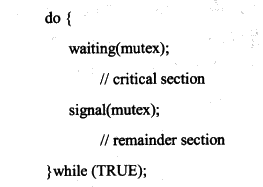 do {
waiting(mutex);
// critical section
signal(mutex);
// remainder section
}while (TRUE);